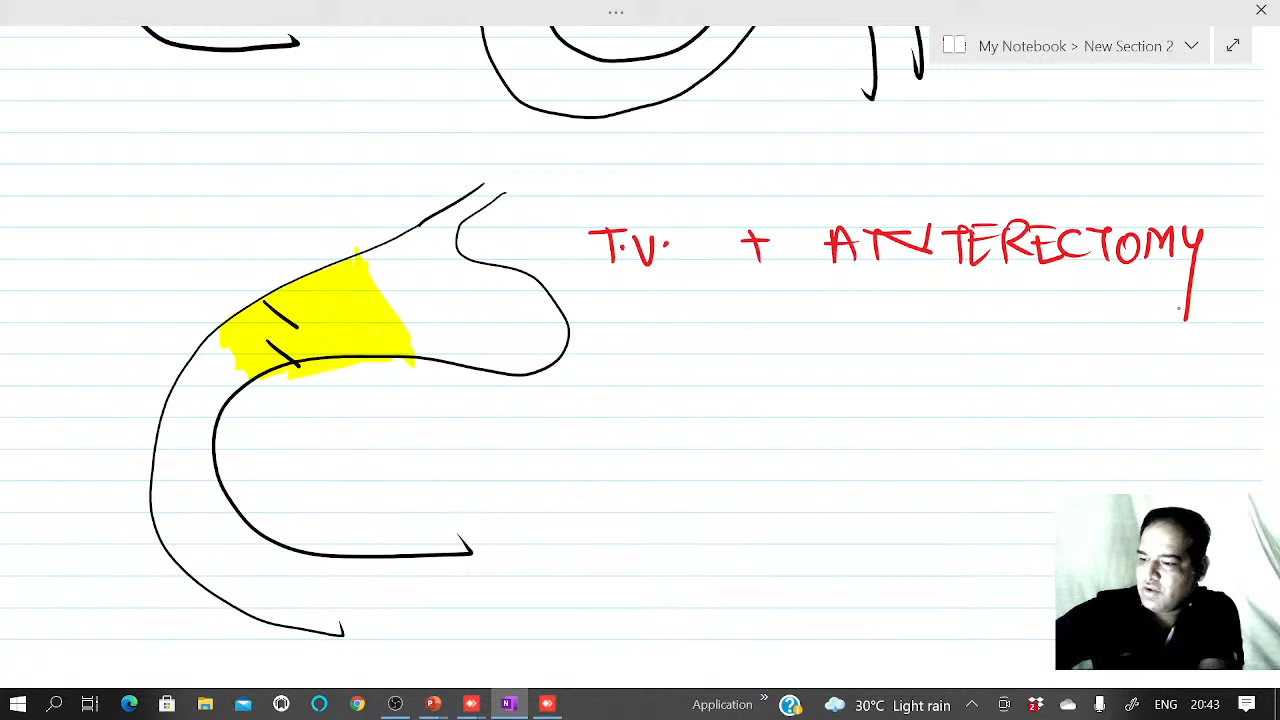 ...
My Notebook > New Section 2
T.V. + ANTERECTOMY
Application
»
30°C Light rain
ENG 20:43